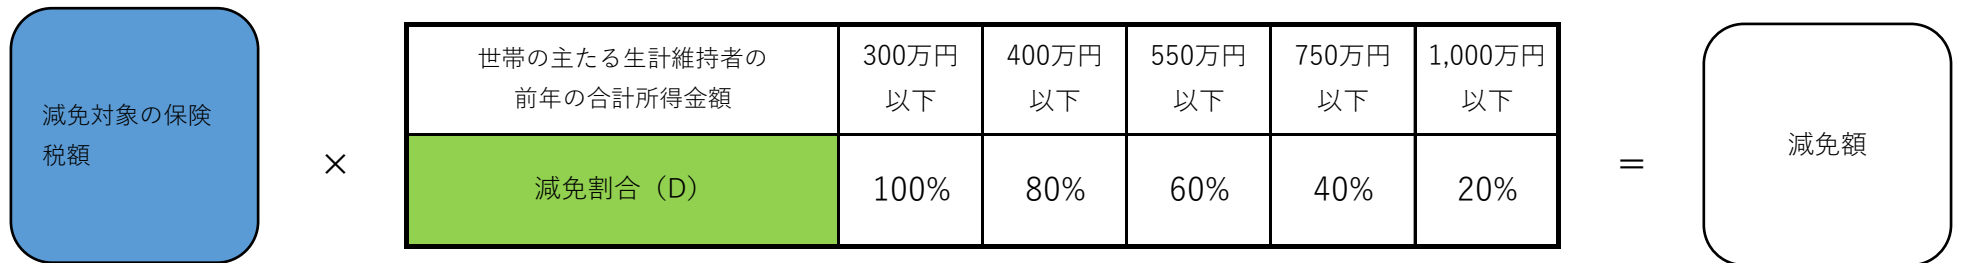 減免対象の保険
税額
×
世帯の主たる生計維持者の
前年の合計所得金額
300万円
以下
400万円
以下
550万円
以下
750万円
以下
1,000万円
以下
減免割合（D）
100%
80%
60%
40%
20%
＝
減免額